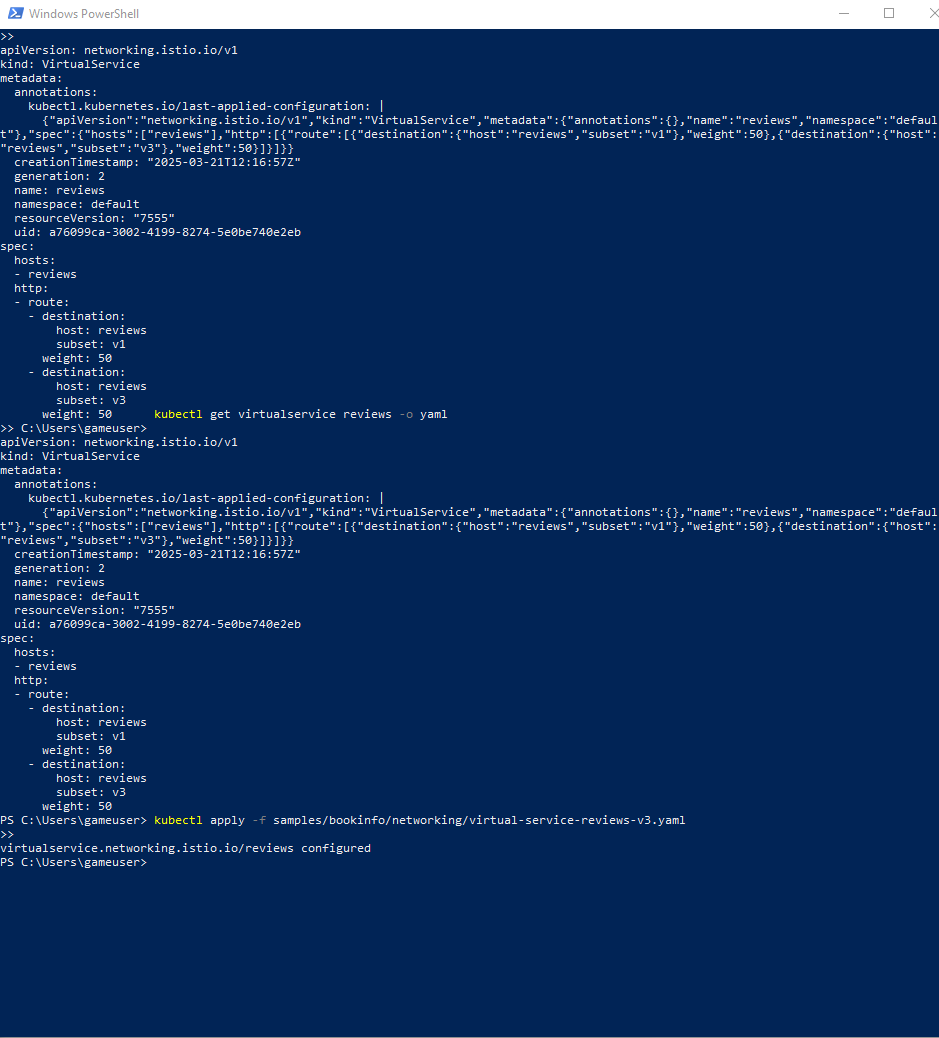 Windows PowerShell
>>
apiVersion: networking.istio.io/v1
kind: VirtualService
metadata:
  annotations:
    kubectl.kubernetes.io/last-applied-configuration: |
      {"apiVersion":"networking.istio.io/v1","kind":"VirtualService","metadata":{"annotations":{},"name":"reviews","namespace":"defaul
t"},"spec":{"hosts":["reviews"],"http":[{"route":[{"destination":{"host":"reviews","subset":"v1"},"weight":50},{"destination":{"host":
"reviews","subset":"v3"},"weight":50}]}]}}
  creationTimestamp: "2025-03-21T12:16:57Z"
  generation: 2
  name: reviews
  namespace: default
  resourceVersion: "7555"
  uid: a76099ca-3002-4199-8274-5e0be740e2eb
spec:
  hosts:
  - reviews
  http:
  - route:
    - destination:
        host: reviews
        subset: v1
      weight: 50
    - destination:
        host: reviews
        subset: v3
      weight: 50      kubectl get virtualservice reviews -o yaml
>> C:\Users\gameuser>
apiVersion: networking.istio.io/v1
kind: VirtualService
metadata:
  annotations:
    kubectl.kubernetes.io/last-applied-configuration: |
      {"apiVersion":"networking.istio.io/v1","kind":"VirtualService","metadata":{"annotations":{},"name":"reviews","namespace":"defaul
t"},"spec":{"hosts":["reviews"],"http":[{"route":[{"destination":{"host":"reviews","subset":"v1"},"weight":50},{"destination":{"host":
"reviews","subset":"v3"},"weight":50}]}]}}
  creationTimestamp: "2025-03-21T12:16:57Z"
  generation: 2
  name: reviews
  namespace: default
  resourceVersion: "7555"
  uid: a76099ca-3002-4199-8274-5e0be740e2eb
spec:
  hosts:
  - reviews
  http:
  - route:
    - destination:
        host: reviews
        subset: v1
      weight: 50
    - destination:
        host: reviews
        subset: v3
      weight: 50
PS C:\Users\gameuser> kubectl apply -f samples/bookinfo/networking/virtual-service-reviews-v3.yaml
>>
virtualservice.networking.istio.io/reviews configured
PS C:\Users\gameuser>